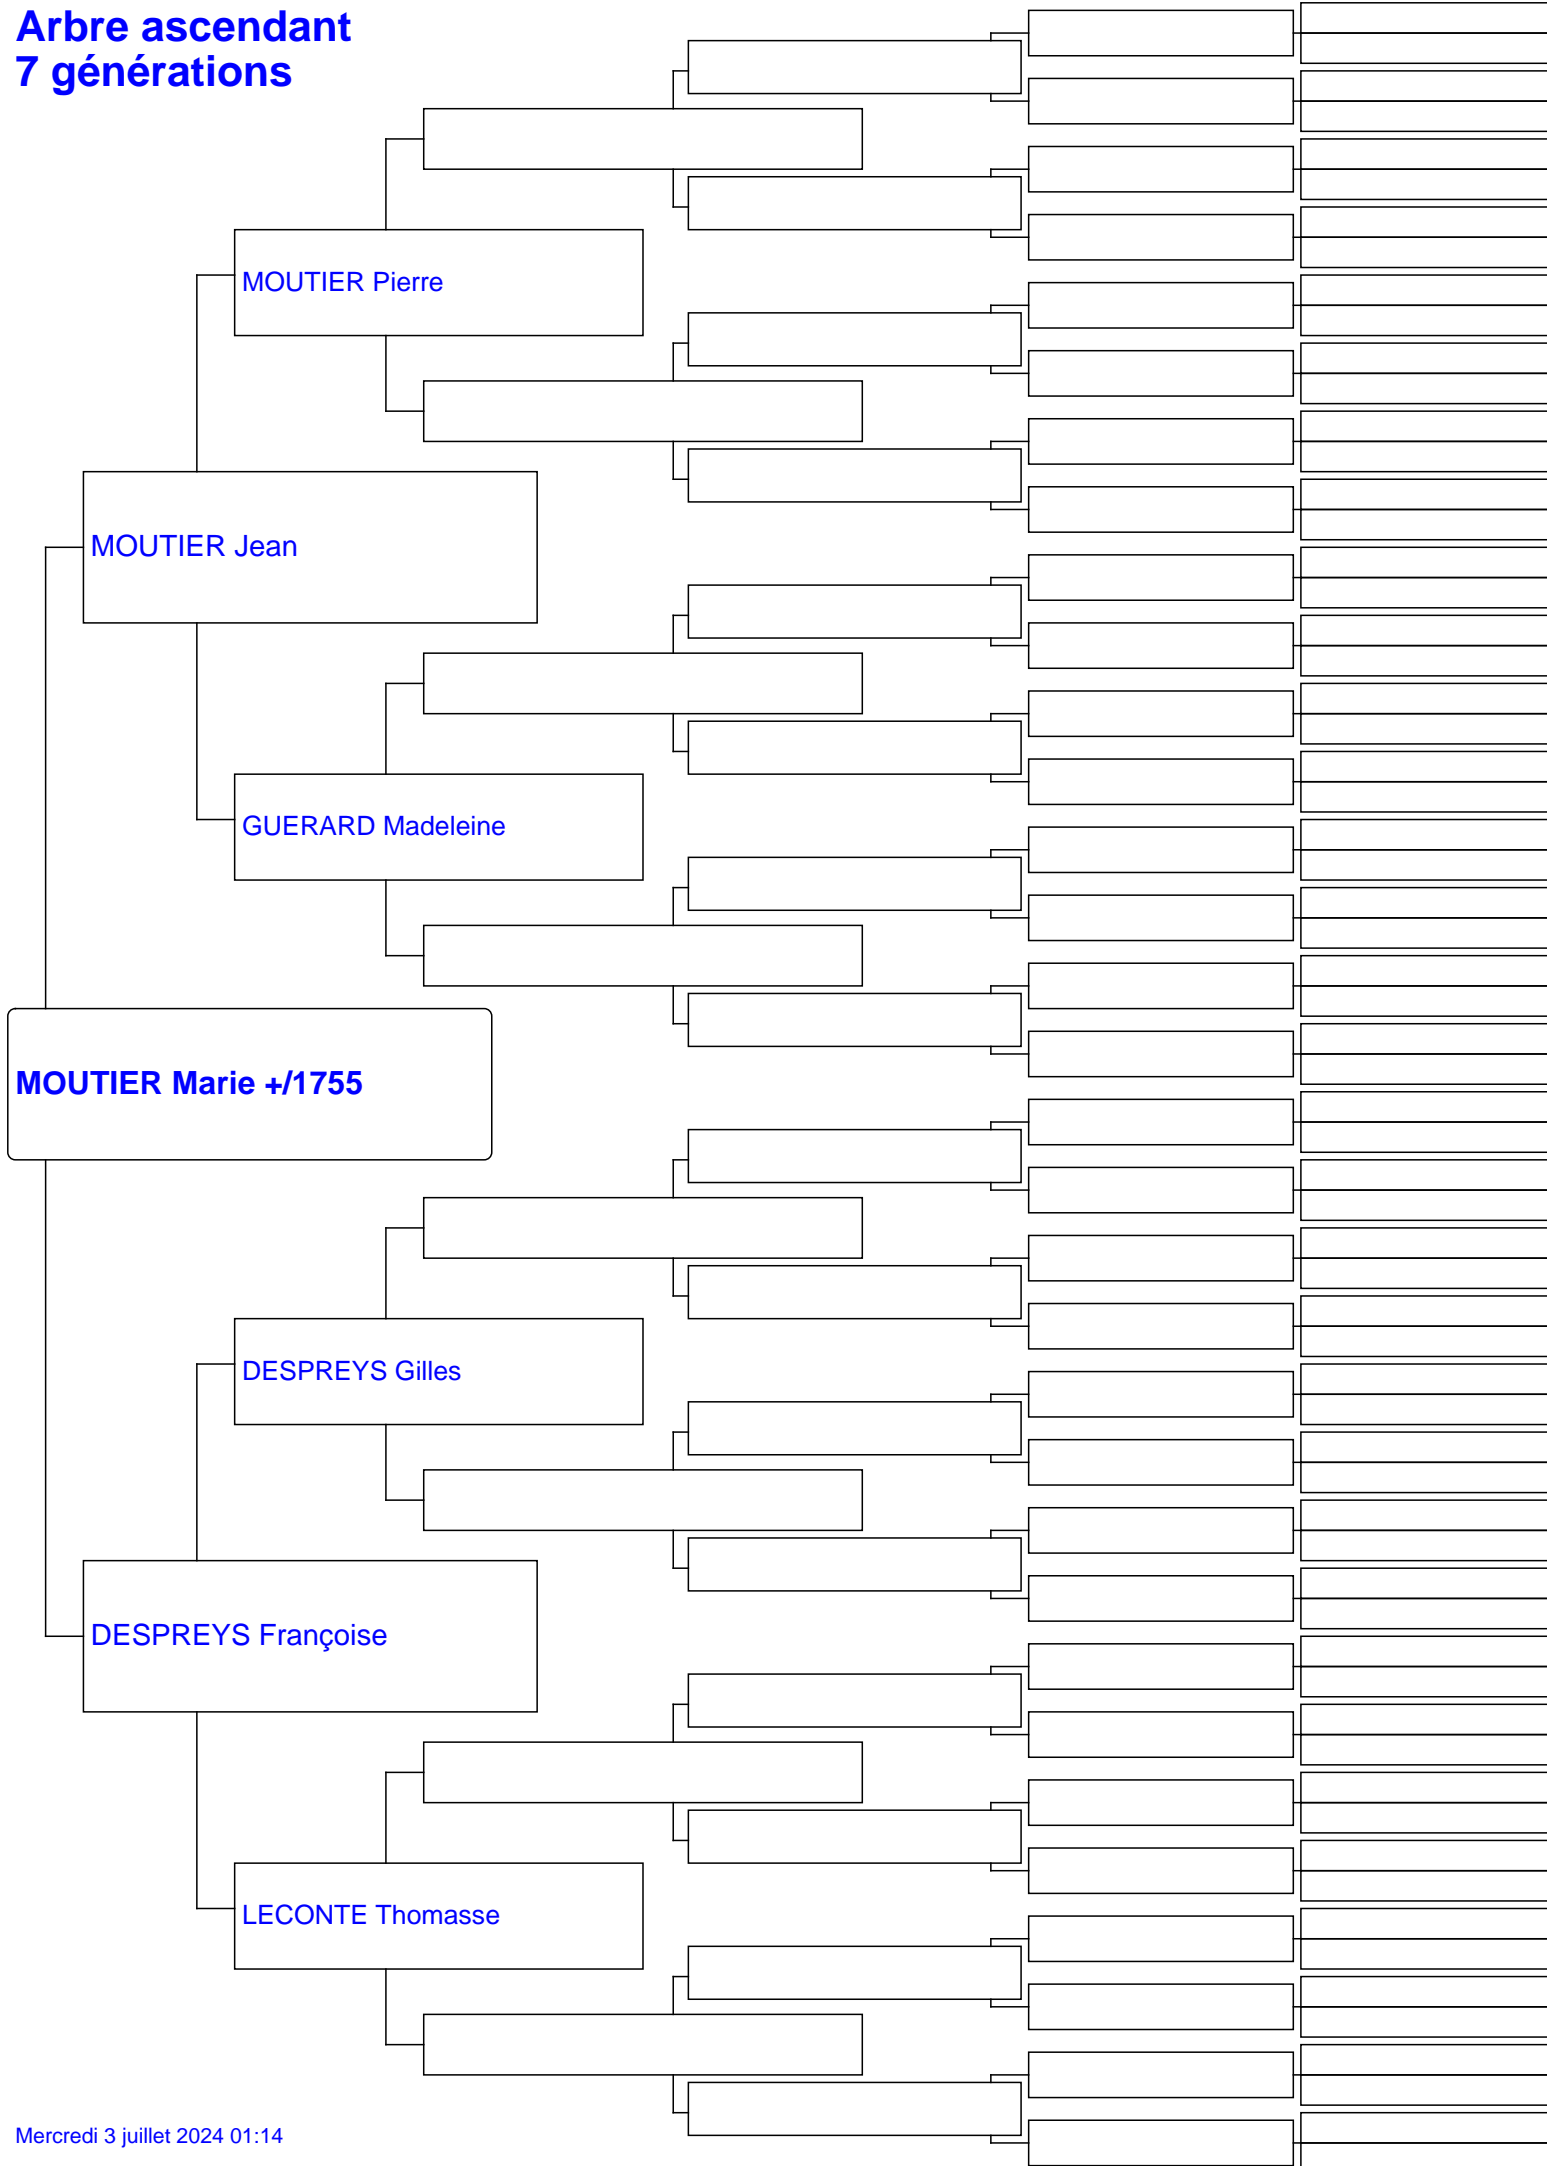 Arbre ascendant
7 générations
MOUTIER Pierre
MOUTIER Jean
GUERARD Madeleine
MOUTIER Marie +/1755
DESPREYS Gilles
DESPREYS Françoise
LECONTE Thomasse
Mercredi 3 juillet 2024 01:14